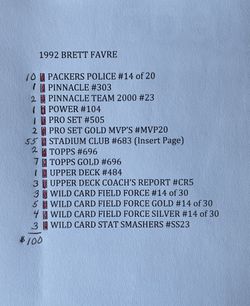 1992 BRETT FAVRE
10 PACKERS POLICE #14 of 20
1 PINNACLE #303
2 PINNACLE TEAM 2000 #23
1 POWER #104
1 PRO SET #505
2 PRO SET GOLD MVP'S #MVP20
55 STADIUM CLUB #683 (Insert Page)
2 TOPPS #696
7 TOPPS GOLD #696
1 UPPER DECK #484
3 UPPER DECK COACH'S REPORT #CR5
3 WILD CARD FIELD FORCE #14 of 30
5 WILD CARD FIELD FORCE GOLD #14 of 30
4 WILD CARD FIELD FORCE SILVER #14 of 30
3 WILD CARD STAT SMASHERS #SS23
$100